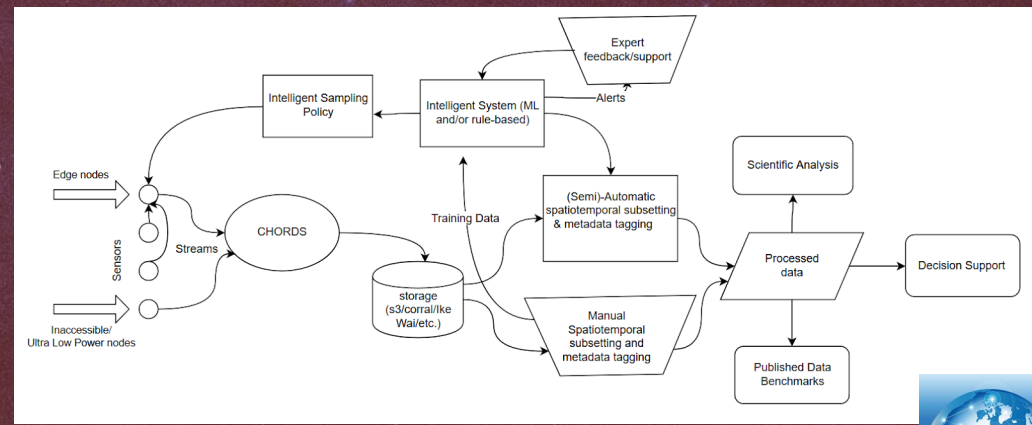 Expert
feedback/support
Intelligent Sampling
Policy
Intelligent System (ML
and/or rule-based)
Alerts
Scientific Analysis
Edge nodes
(Semi)-Automatic
spatiotemporal subsetting
& metadata tagging
Training Data
CHORDS
Streams
Sensors
Processed
data
Decision Support
storage
(s3/corral/Ike
Wai/etc.)
Manual
Spatiotemporal
subsetting and
metadata tagging
Inaccessible/
Ultra Low Power nodes
Published Data
Benchmarks